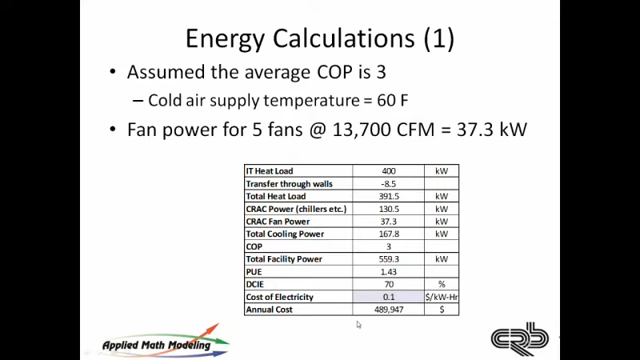 Energy Calculations (1)
• Assumed the average COP is 3
– Cold air supply temperature = 60 F
• Fan power for 5 fans @ 13,700 CFM = 37.3 kW
IT Heat Load 400 kW
Transfer through walls -8.5
Total Heat Load 391.5 kW
CRAC Power (chillers etc.) 130.5 kW
CRAC Fan Power 37.3 kW
Total Cooling Power 167.8 kW
COP 3
Total Facility Power 559.3 kW
PUE 1.43
DCIE 70 %
Cost of Electricity 0.1 $/kW-Hr
Annual Cost 489,947 $
Applied Math Modeling
CRB